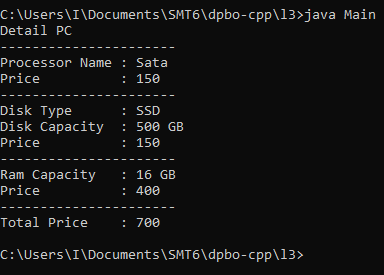 C:\Users\I\Documents\SMT6\dpbo-cpp\l3>java Main
Detail PC
----------------------
Processor Name : Sata
Price          : 150
----------------------
Disk Type      : SSD
Disk Capacity  : 500 GB
Price          : 150
----------------------
Ram Capacity   : 16 GB
Price          : 400
----------------------
Total Price    : 700
C:\Users\I\Documents\SMT6\dpbo-cpp\l3>